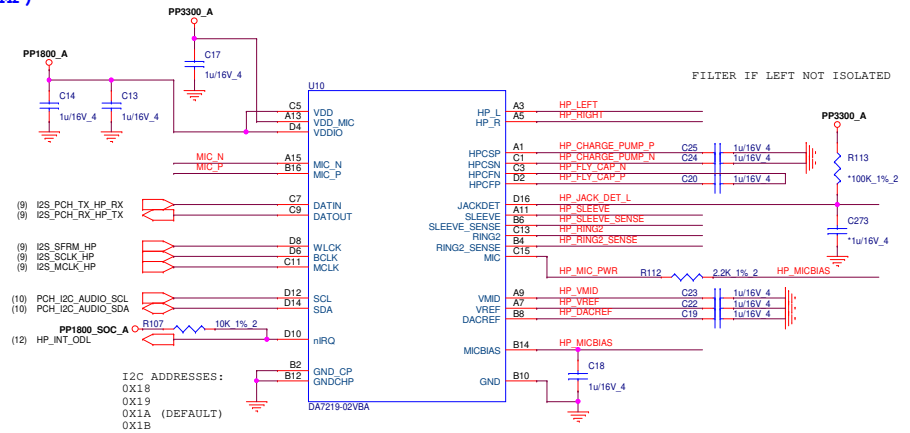 PP3300_A
PP1800_A
C17
1u/16V_4
C14
1u/16V_4
C13
1u/16V_4
FILTER IF LEFT NOT ISOLATED
PP3300_A
U10
C5 VDD
A13 VDD_MIC
D4 VDDIO
HP_L A3 HP_LEFT
HP_R A5 HP_RIGHT
MIC_N A15 MIC_N
MIC_P B16 MIC_P
HPCSP A1 HP_CHARGE_PUMP_P C25 1u/16V_4
HPCSN C1 HP_CHARGE_PUMP_N C24 1u/16V_4
HPCFN C3 HP_FLY_CAP_N
HPCFP D2 HP_FLY_CAP_P C20 1u/16V_4
R113
*100K_1%_2
(9) I2S_PCH_TX_HP_RX C7 DATIN
(9) I2S_PCH_RX_HP_TX C9 DATOUT
JACKDET D16 HP_JACK_DET_L
SLEEVE A11 HP_SLEEVE
SLEEVE_SENSE B6 HP_SLEEVE_SENSE
RING2 C13 HP_RING2
RING2_SENSE B4 HP_RING2_SENSE
MIC C15
C273
*1u/16V_4
(9) I2S_SFRM_HP D8 WLCK
(9) I2S_SCLK_HP D6 BCLK
(9) I2S_MCLK_HP C11 MCLK
HP_MIC_PWR R112 2.2K_1%_2 HP_MICBIAS
(10) PCH_I2C_AUDIO_SCL D12 SCL
(10) PCH_I2C_AUDIO_SDA D14 SDA
VMID A9 HP_VMID C23 1u/16V_4
VREF A7 HP_VREF C22 1u/16V_4
DACREF B8 HP_DACREF C19 1u/16V_4
PP1800_SOC_A R107 10K_1%_2
(12) HP_INT_ODL D10 nIRQ
MICBIAS B14 HP_MICBIAS
C18
1u/16V_4
B2 GND_CP
B12 GNDCHP
GND B10
DA7219-02VBA
I2C ADDRESSES:
0X18
0X19
0X1A (DEFAULT)
0X1B